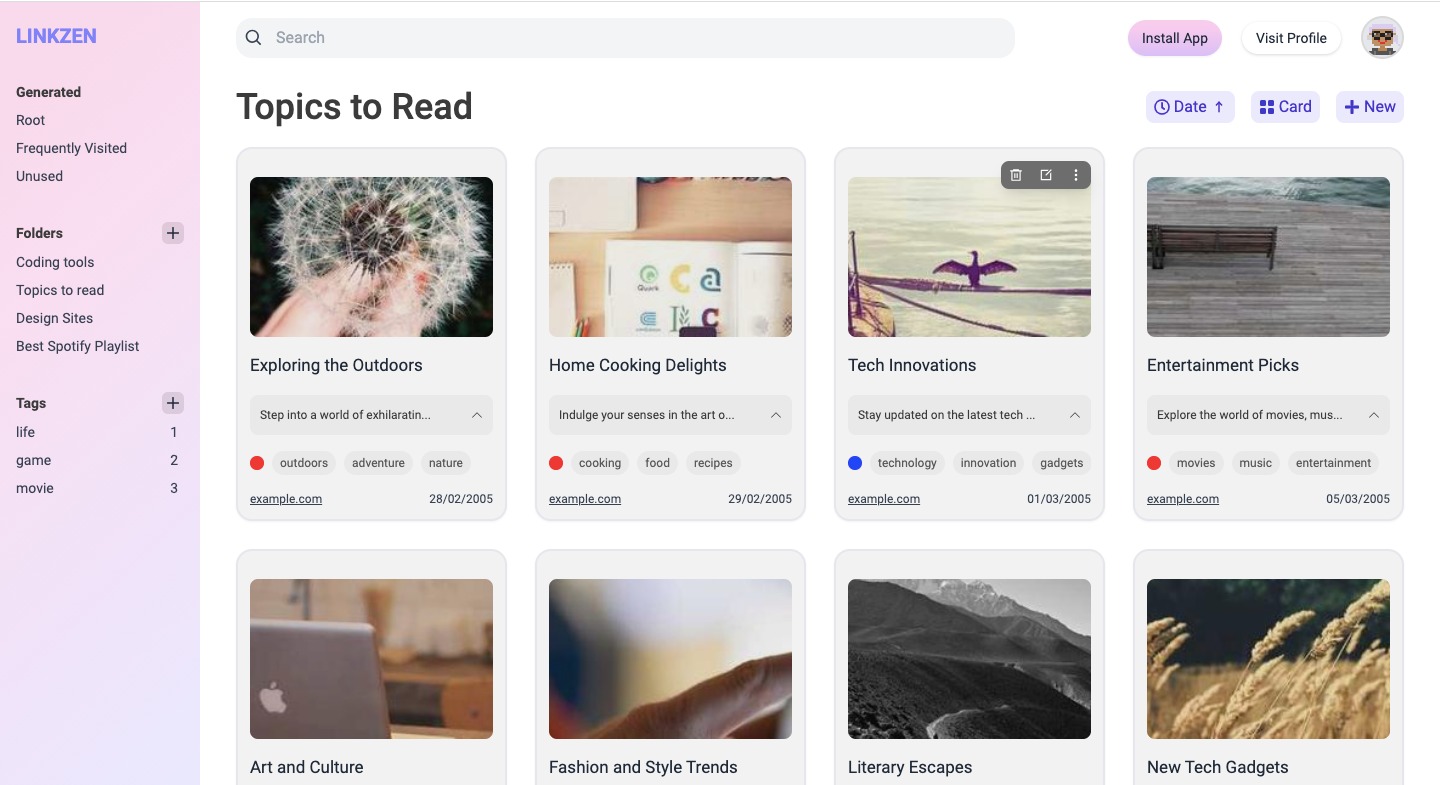 LINKZEN
Generated
Root
Frequently Visited
Unused
Folders
Coding tools
Topics to read
Design Sites
Best Spotify Playlist
Tags
life 1
game 2
movie 3
Search
Install App
Visit Profile
Topics to Read
Date
Card
New
Exploring the Outdoors
Step into a world of exhilaratin...
outdoors adventure nature
example.com 28/02/2005
Quark
C
a
c
Home Cooking Delights
Indulge your senses in the art o...
cooking food recipes
example.com 29/02/2005
Tech Innovations
Stay updated on the latest tech ...
technology innovation gadgets
example.com 01/03/2005
Entertainment Picks
Explore the world of movies, mus...
movies music entertainment
example.com 05/03/2005
Art and Culture
Fashion and Style Trends
Literary Escapes
New Tech Gadgets